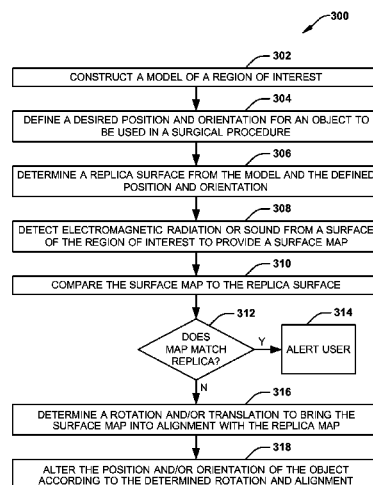 300
302
CONSTRUCT A MODEL OF A REGION OF INTEREST
304
DEFINE A DESIRED POSITION AND ORIENTATION FOR AN OBJECT TO
BE USED IN A SURGICAL PROCEDURE
306
DETERMINE A REPLICA SURFACE FROM THE MODEL AND THE DEFINED
POSITION AND ORIENTATION
308
DETECT ELECTROMAGNETIC RADIATION OR SOUND FROM A SURFACE
OF THE REGION OF INTEREST TO PROVIDE A SURFACE MAP
310
COMPARE THE SURFACE MAP TO THE REPLICA SURFACE
312
DOES
MAP MATCH
REPLICA?
Y
314
ALERT USER
N
316
DETERMINE A ROTATION AND/OR TRANSLATION TO BRING THE
SURFACE MAP INTO ALIGNMENT WITH THE REPLICA MAP
318
ALTER THE POSITION AND/OR ORIENTATION OF THE OBJECT
ACCORDING TO THE DETERMINED ROTATION AND ALIGNMENT